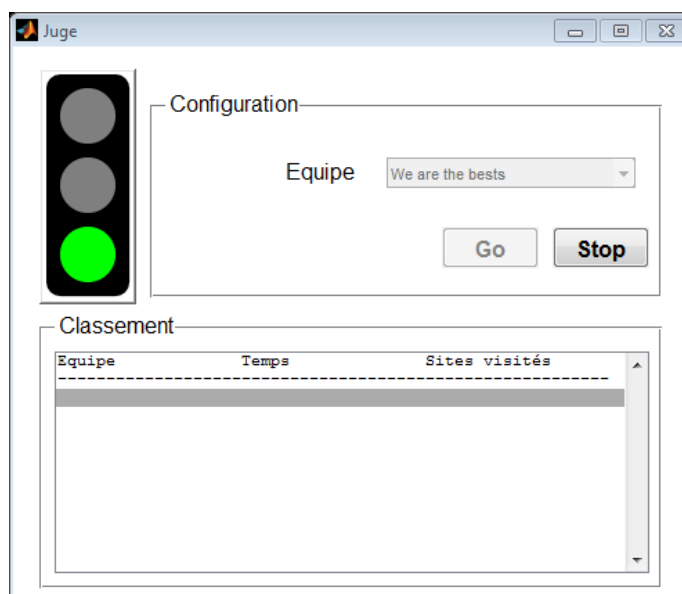 Juge
Configuration
Equipe We are the bests
Go Stop
Classement
Equipe Temps Sites visités
--------------------------------------------------------